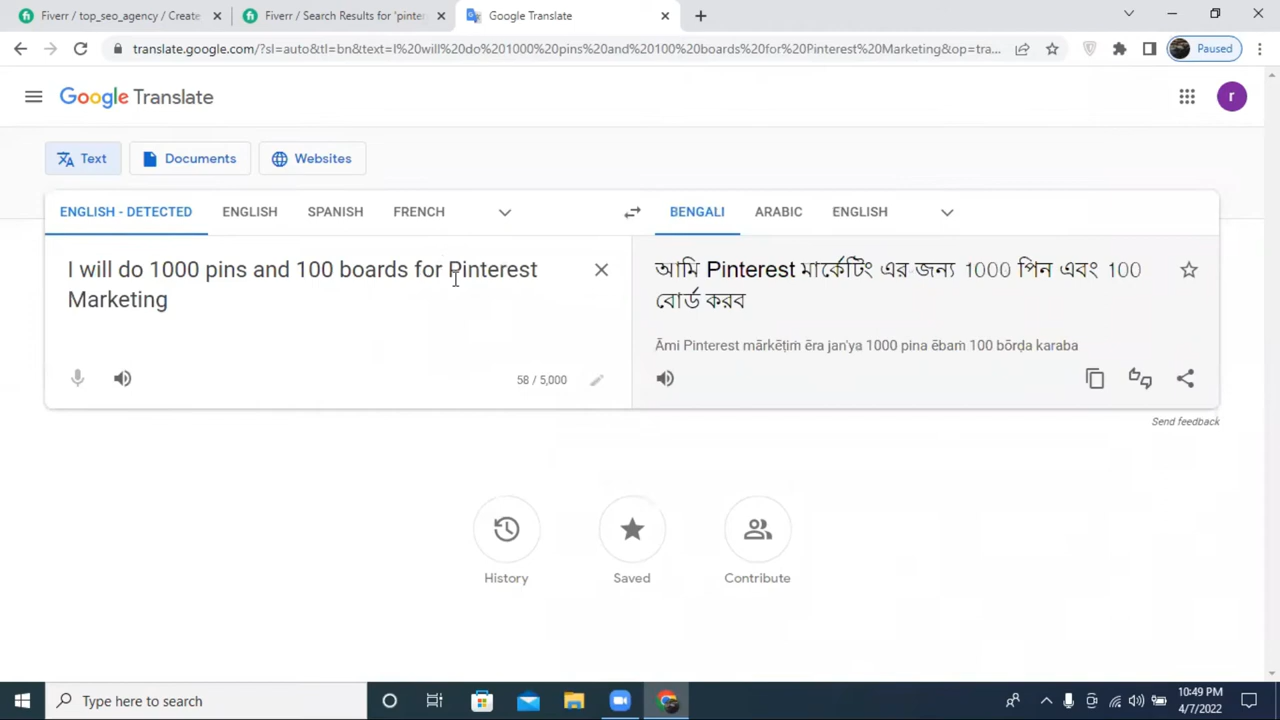 Fiverr / top_seo_agency / Create
Fiverr / Search Results for 'pinter
Google Translate
translate.google.com/?sl=auto&tl=bn&text=I%20will%20do%201000%20pins%20and%20100%20boards%20for%20Pinterest%20Marketing&op=tra...
Paused
Google Translate
r
Text
Documents
Websites
ENGLISH - DETECTED
ENGLISH
SPANISH
FRENCH
BENGALI
ARABIC
ENGLISH
I will do 1000 pins and 100 boards for Pinterest
Marketing
58 / 5,000
আমি Pinterest মার্কেটিং এর জন্য 1000 পিন এবং 100
বোর্ড করব
Āmi Pinterest mārkēṭiṁ ēra jan'ya 1000 pina ēbaṁ 100 bōrḍa karaba
Send feedback
History
Saved
Contribute
Type here to search
10:49 PM
4/7/2022